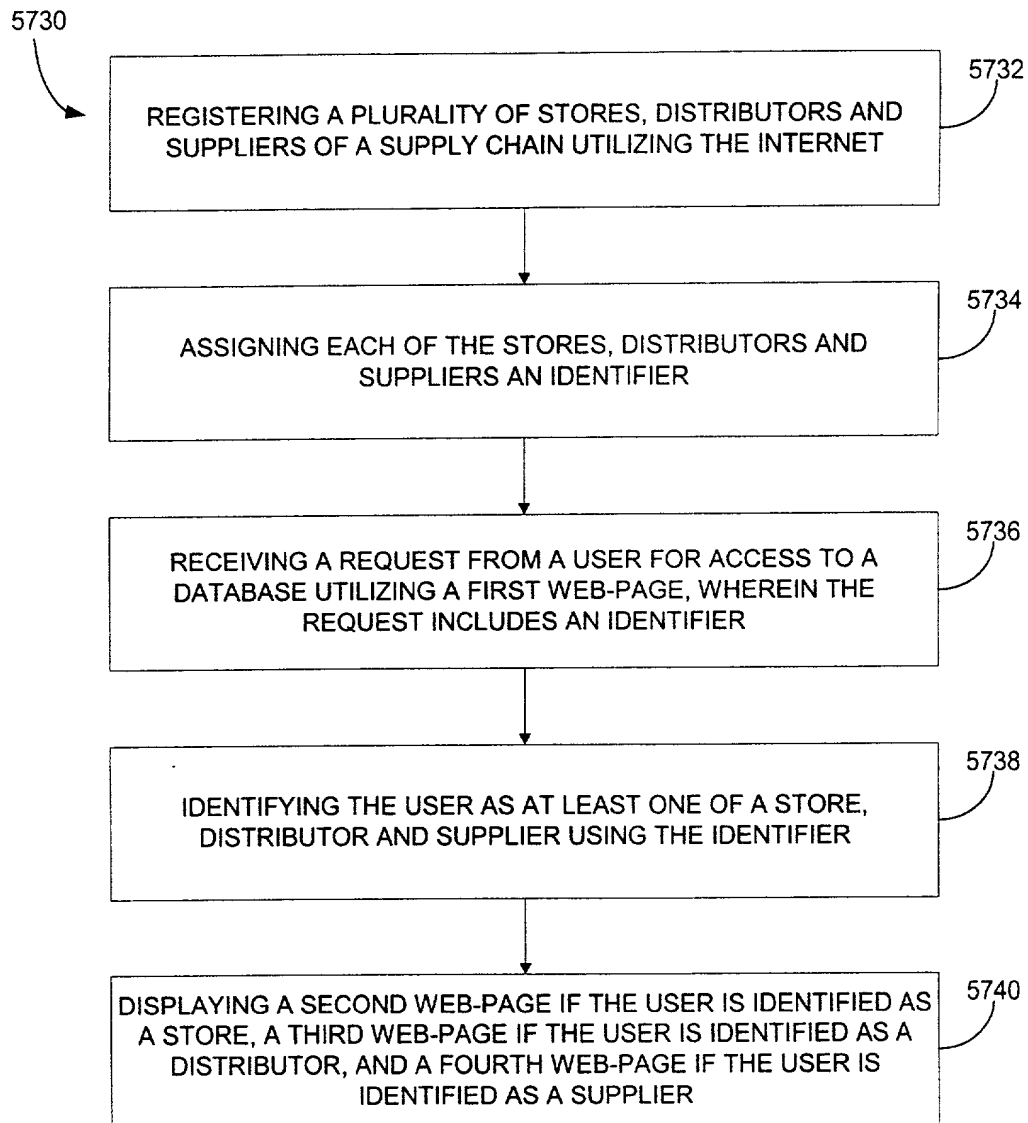 5730
5732
REGISTERING A PLURALITY OF STORES, DISTRIBUTORS AND
SUPPLIERS OF A SUPPLY CHAIN UTILIZING THE INTERNET
5734
ASSIGNING EACH OF THE STORES, DISTRIBUTORS AND
SUPPLIERS AN IDENTIFIER
5736
RECEIVING A REQUEST FROM A USER FOR ACCESS TO A
DATABASE UTILIZING A FIRST WEB-PAGE, WHEREIN THE
REQUEST INCLUDES AN IDENTIFIER
5738
IDENTIFYING THE USER AS AT LEAST ONE OF A STORE,
DISTRIBUTOR AND SUPPLIER USING THE IDENTIFIER
5740
DISPLAYING A SECOND WEB-PAGE IF THE USER IS IDENTIFIED AS
A STORE, A THIRD WEB-PAGE IF THE USER IS IDENTIFIED AS A
DISTRIBUTOR, AND A FOURTH WEB-PAGE IF THE USER IS
IDENTIFIED AS A SUPPLIER